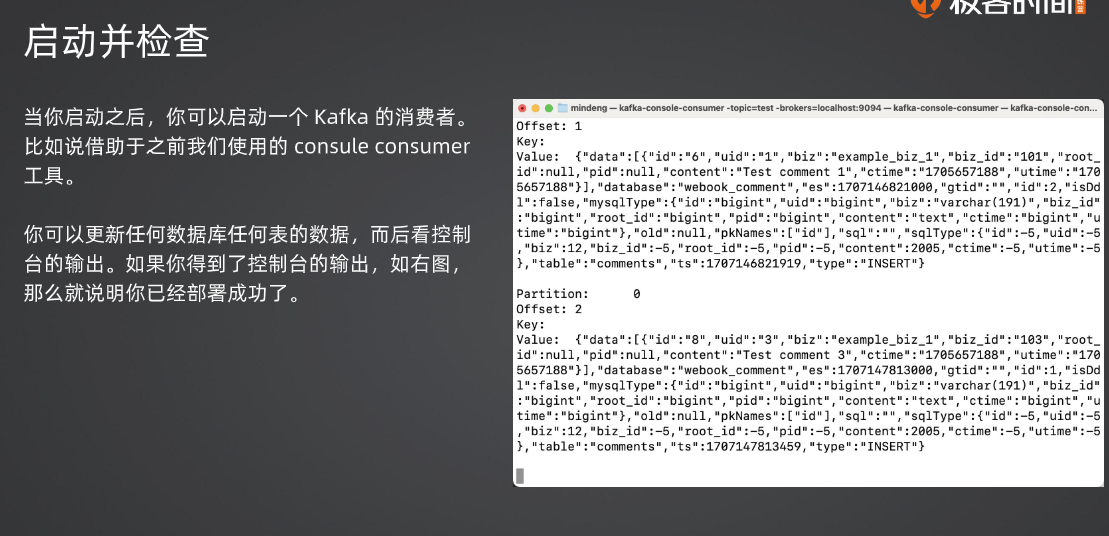 极客时间
启动并检查
当你启动之后，你可以启动一个 Kafka 的消费者。
比如说借助于之前我们使用的 consule consumer
工具。
你可以更新任何数据库任何表的数据，而后看控制
台的输出。如果你得到了控制台的输出，如右图，
那么就说明你已经部署成功了。
mindeng — kafka-console-consumer -topic=test -brokers=localhost:9094 — kafka-console-consumer — kafka-console-con...
Offset: 1
Key:
Value:  {"data":[{"id":"6","uid":"1","biz":"example_biz_1","biz_id":"101","root_
id":null,"pid":null,"content":"Test comment 1","ctime":"1705657188","utime":"170
5657188"}],"database":"webook_comment","es":1707146821000,"gtid":"","id":2,"isDd
l":false,"mysqlType":{"id":"bigint","uid":"bigint","biz":"varchar(191)","biz_id"
:"bigint","root_id":"bigint","pid":"bigint","content":"text","ctime":"bigint","u
time":"bigint"},"old":null,"pkNames":["id"],"sql":"","sqlType":{"id":-5,"uid":-5
,"biz":12,"biz_id":-5,"root_id":-5,"pid":-5,"content":2005,"ctime":-5,"utime":-5
},"table":"comments","ts":1707146821919,"type":"INSERT"}
Partition:      0
Offset: 2
Key:
Value:  {"data":[{"id":"8","uid":"3","biz":"example_biz_1","biz_id":"103","root_
id":null,"pid":null,"content":"Test comment 3","ctime":"1705657188","utime":"170
5657188"}],"database":"webook_comment","es":1707147813000,"gtid":"","id":1,"isDd
l":false,"mysqlType":{"id":"bigint","uid":"bigint","biz":"varchar(191)","biz_id"
:"bigint","root_id":"bigint","pid":"bigint","content":"text","ctime":"bigint","u
time":"bigint"},"old":null,"pkNames":["id"],"sql":"","sqlType":{"id":-5,"uid":-5
,"biz":12,"biz_id":-5,"root_id":-5,"pid":-5,"content":2005,"ctime":-5,"utime":-5
},"table":"comments","ts":1707147813459,"type":"INSERT"}